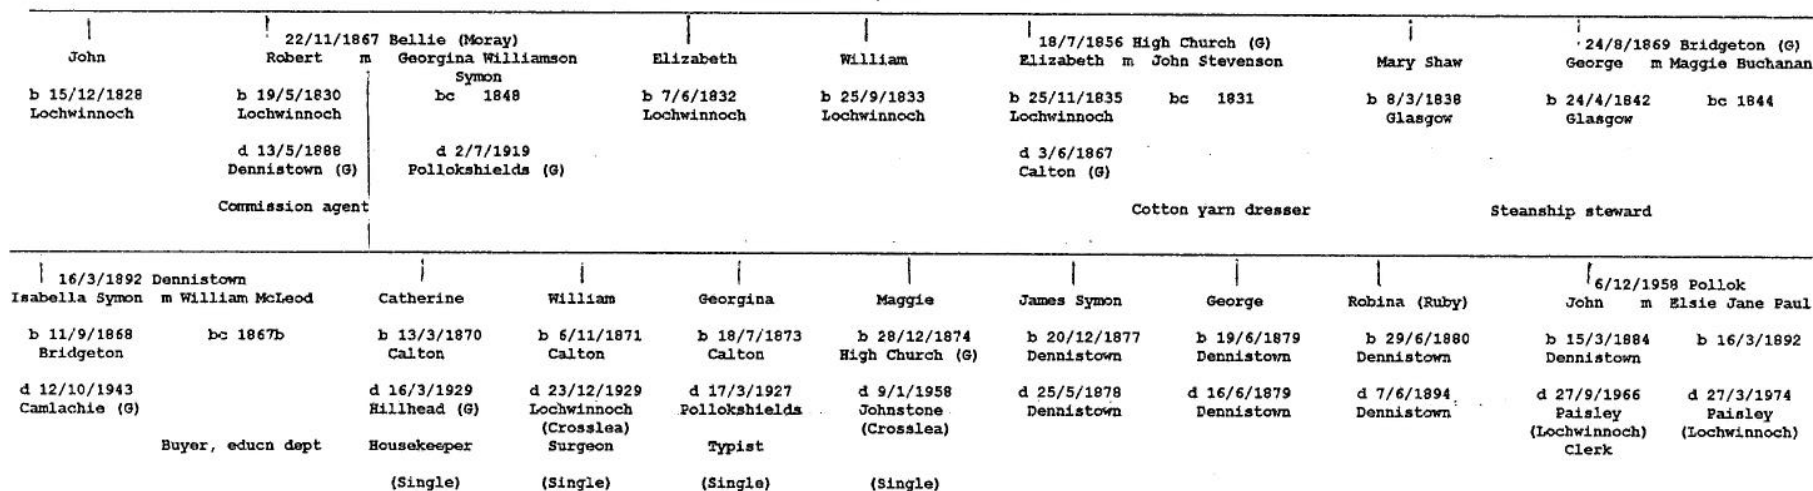 22/11/1867 Bellie (Moray) 18/7/1856 High Church (G) 24/8/1869 Bridgeton (G)
John Robert m Georgina Williamson Elizabeth William Elizabeth m John Stevenson Mary Shaw George m Maggie Buchanan
Symon
b 15/12/1828 b 19/5/1830 bc 1848 b 7/6/1832 b 25/9/1833 b 25/11/1835 bc 1831 b 8/3/1838 b 24/4/1842 bc 1844
Lochwinnoch Lochwinnoch Lochwinnoch Lochwinnoch Lochwinnoch Glasgow Glasgow
d 13/5/1888 d 2/7/1919 d 3/6/1867
Dennistown (G) Pollokshields (G) Calton (G)
Commission agent Cotton yarn dresser Steanship steward
16/3/1892 Dennistown 6/12/1958 Pollok
Isabella Symon m William McLeod Catherine William Georgina Maggie James Symon George Robina (Ruby) John m Elsie Jane Paul
b 11/9/1868 bc 1867b b 13/3/1870 b 6/11/1871 b 18/7/1873 b 28/12/1874 b 20/12/1877 b 19/6/1879 b 29/6/1880 b 15/3/1884 b 16/3/1892
Bridgeton Calton Calton Calton High Church (G) Dennistown Dennistown Dennistown Dennistown
d 12/10/1943 d 16/3/1929 d 23/12/1929 d 17/3/1927 d 9/1/1958 d 25/5/1878 d 16/6/1879 d 7/6/1894 d 27/9/1966 d 27/3/1974
Camlachie (G) Hillhead (G) Lochwinnoch Pollokshields Johnstone Dennistown Dennistown Dennistown Paisley Paisley
(Crosslea) (Crosslea) (Lochwinnoch) (Lochwinnoch)
Buyer, educn dept Housekeeper Surgeon Typist Clerk
(Single) (Single) (Single) (Single)